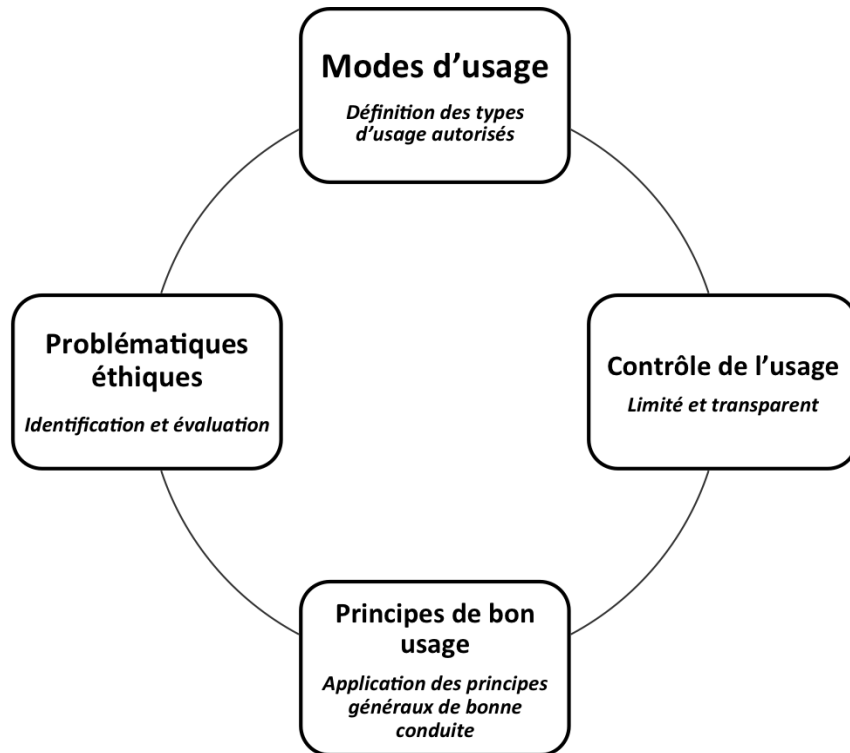 Modes d’usage
Définition des types
d’usage autorisés
Problématiques
éthiques
Identification et évaluation
Contrôle de l’usage
Limité et transparent
Principes de bon
usage
Application des principes
généraux de bonne
conduite